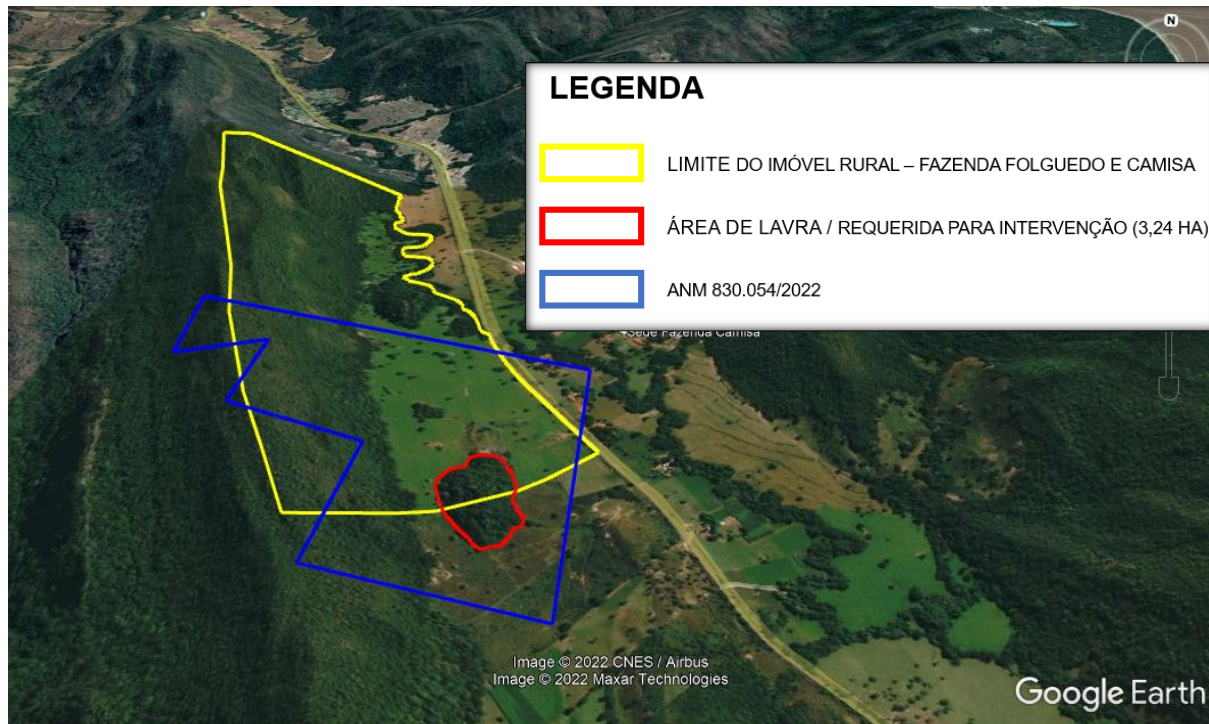 N
LEGENDA
LIMITE DO IMÓVEL RURAL – FAZENDA FOLGUEDO E CAMISA
ÁREA DE LAVRA / REQUERIDA PARA INTERVENÇÃO (3,24 HA)
ANM 830.054/2022
Sede Fazenda Camisa
Image © 2022 CNES / Airbus
Image © 2022 Maxar Technologies
Google Earth